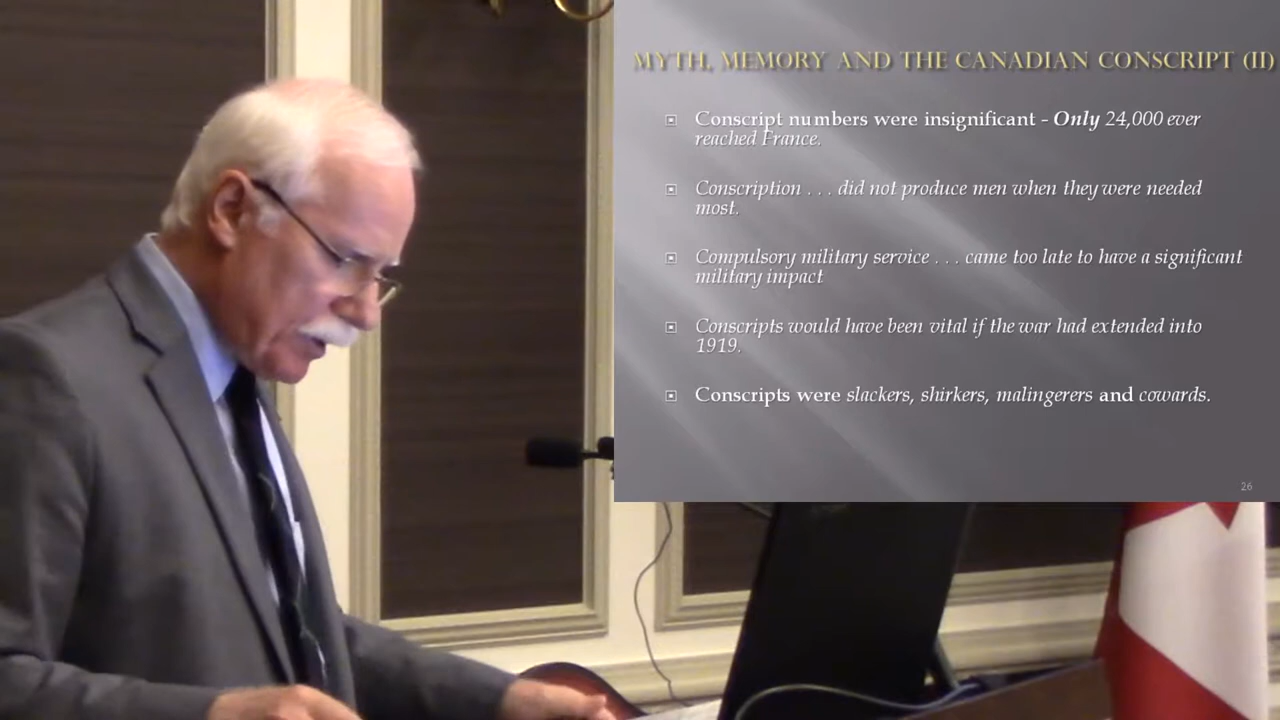 MYTH, MEMORY AND THE CANADIAN CONSCRIPT (II)
Conscript numbers were insignificant - Only 24,000 ever
reached France.
Conscription . . . did not produce men when they were needed
most.
Compulsory military service . . . came too late to have a significant
military impact
Conscripts would have been vital if the war had extended into
1919.
Conscripts were slackers, shirkers, malingerers and cowards.
26